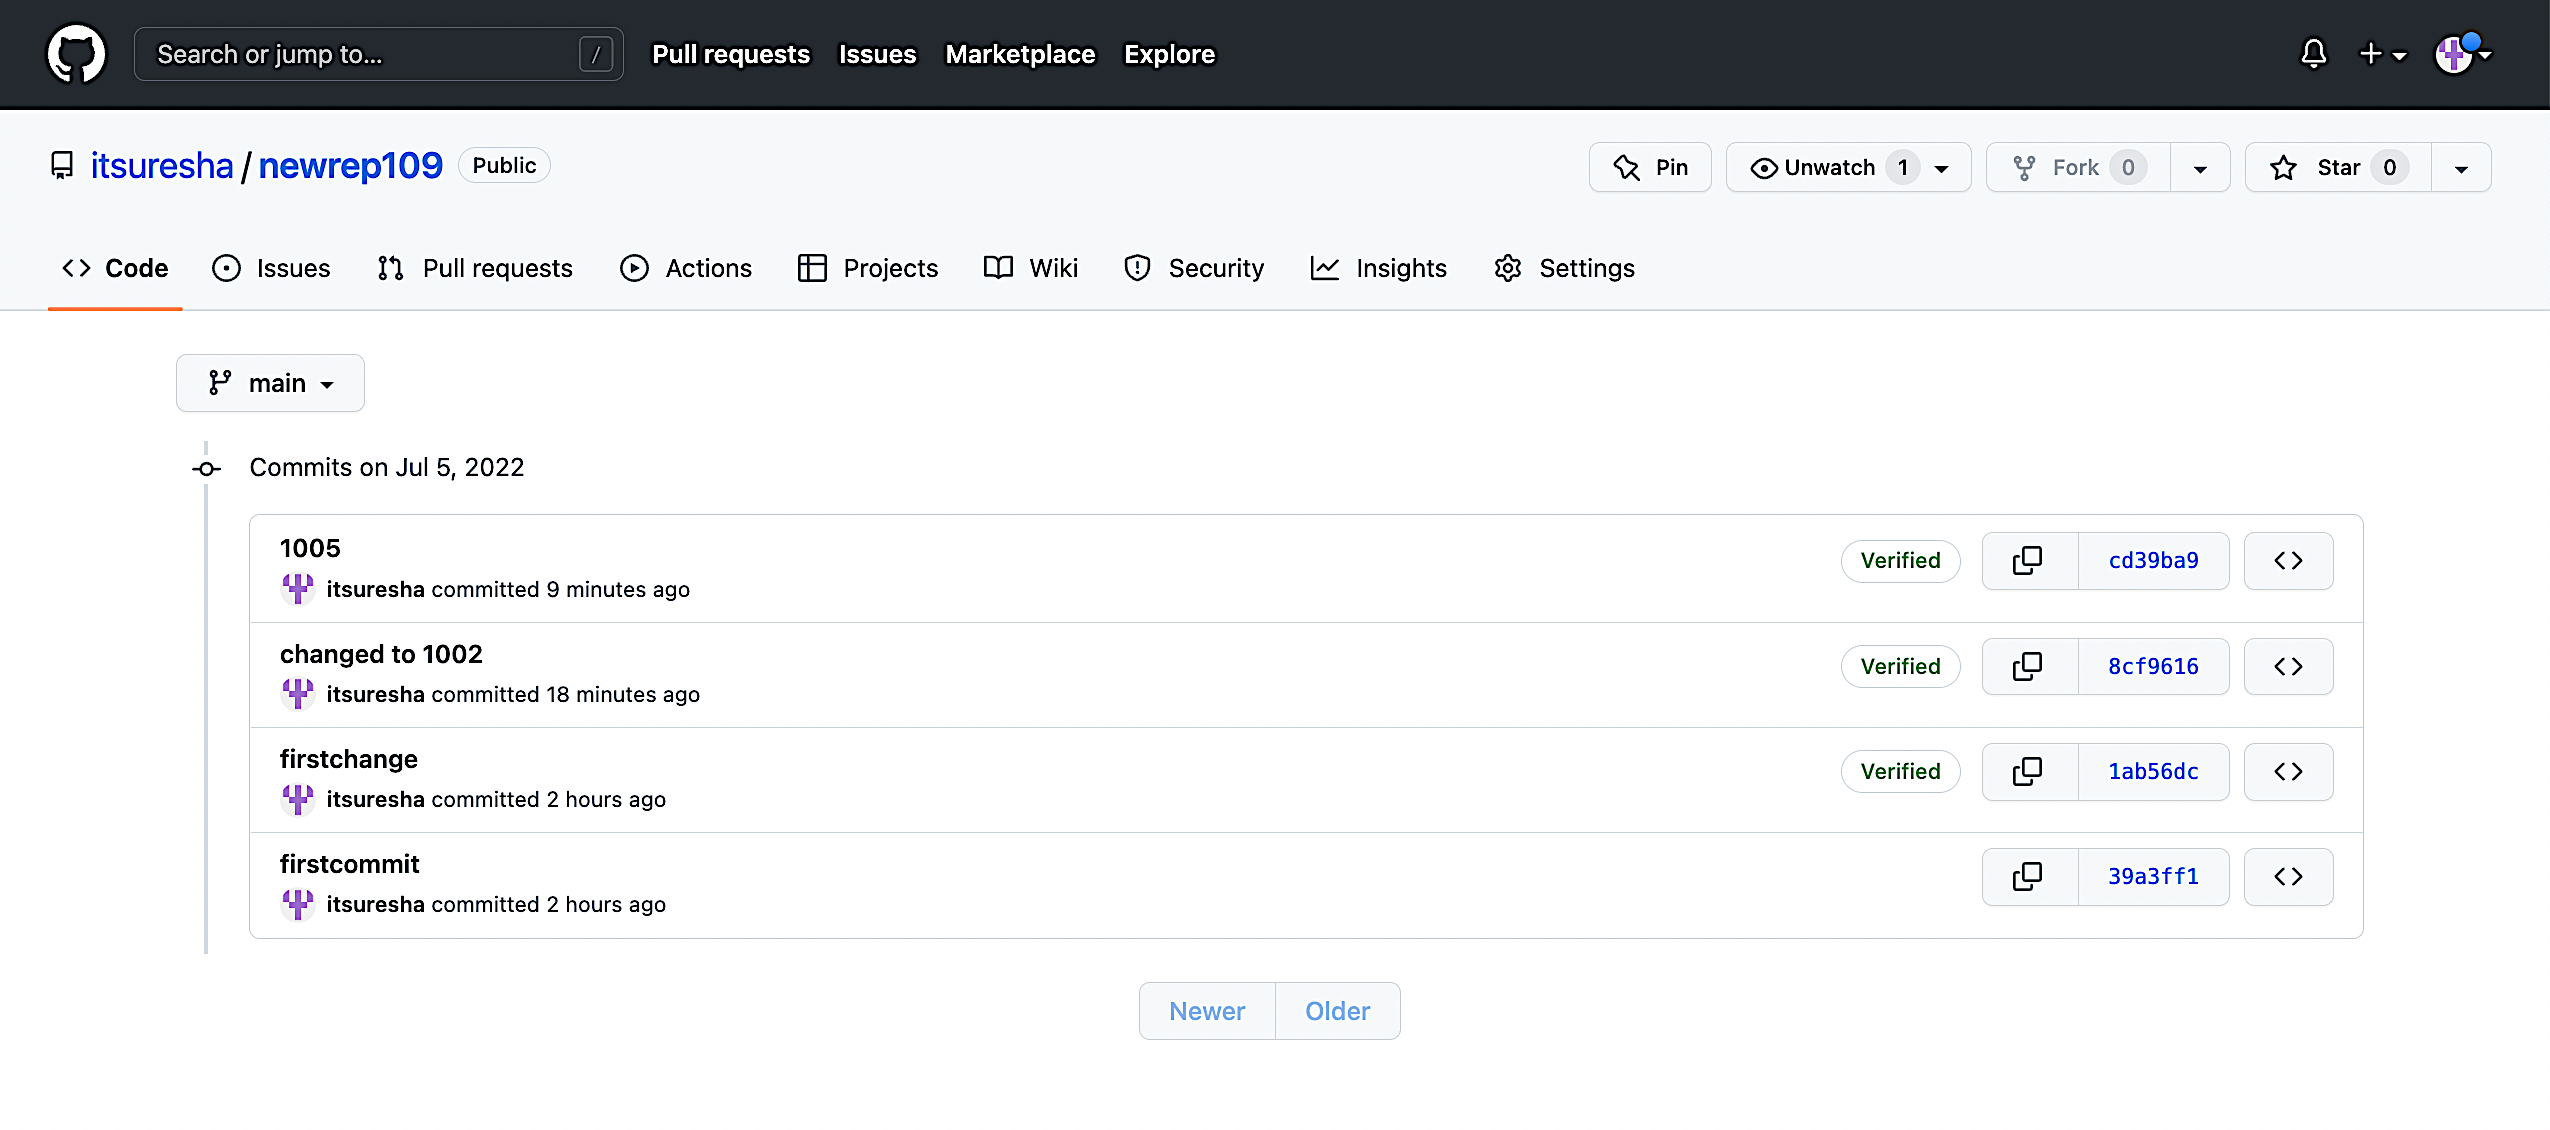 Search or jump to... / Pull requests Issues Marketplace Explore
itsuresha / newrep109 Public Pin Unwatch 1 Fork 0 Star 0
Code Issues Pull requests Actions Projects Wiki Security Insights Settings
main
Commits on Jul 5, 2022
1005
itsuresha committed 9 minutes ago
Verified cd39ba9
changed to 1002
itsuresha committed 18 minutes ago
Verified 8cf9616
firstchange
itsuresha committed 2 hours ago
Verified 1ab56dc
firstcommit
itsuresha committed 2 hours ago
39a3ff1
Newer Older